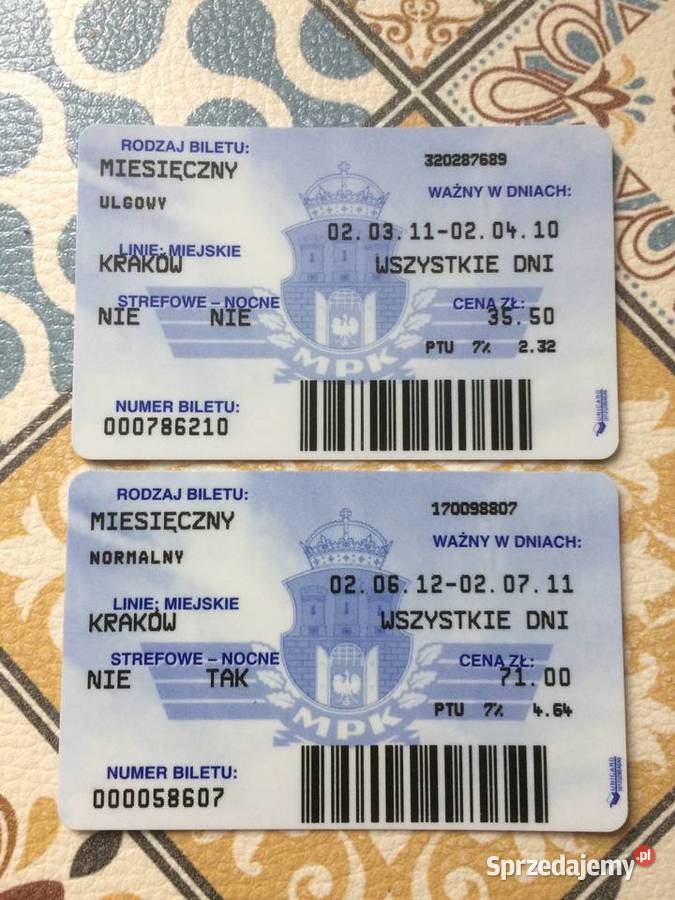 RODZAJ BILETU:
MIESIĘCZNY
320287689
ULGOWY
WAŻNY W DNIACH:
02.03.11-02.04.10
LINIE: MIEJSKIE
KRAKÓW
WSZYSTKIE DNI
STREFOWE – NOCNE
CENA ZŁ:
NIE NIE
35.50
PTU 7% 2.32
MPK
NUMER BILETU:
000786210
UNICARD
RODZAJ BILETU:
MIESIĘCZNY
170098807
WAŻNY W DNIACH:
NORMALNY
02.06.12-02.07.11
LINIE: MIEJSKIE
KRAKÓW
WSZYSTKIE DNI
STREFOWE – NOCNE
CENA ZŁ:
NIE TAK
71.00
PTU 7% 4.64
MPK
NUMER BILETU:
000058607
UNICARD
Sprzedajemy.pl